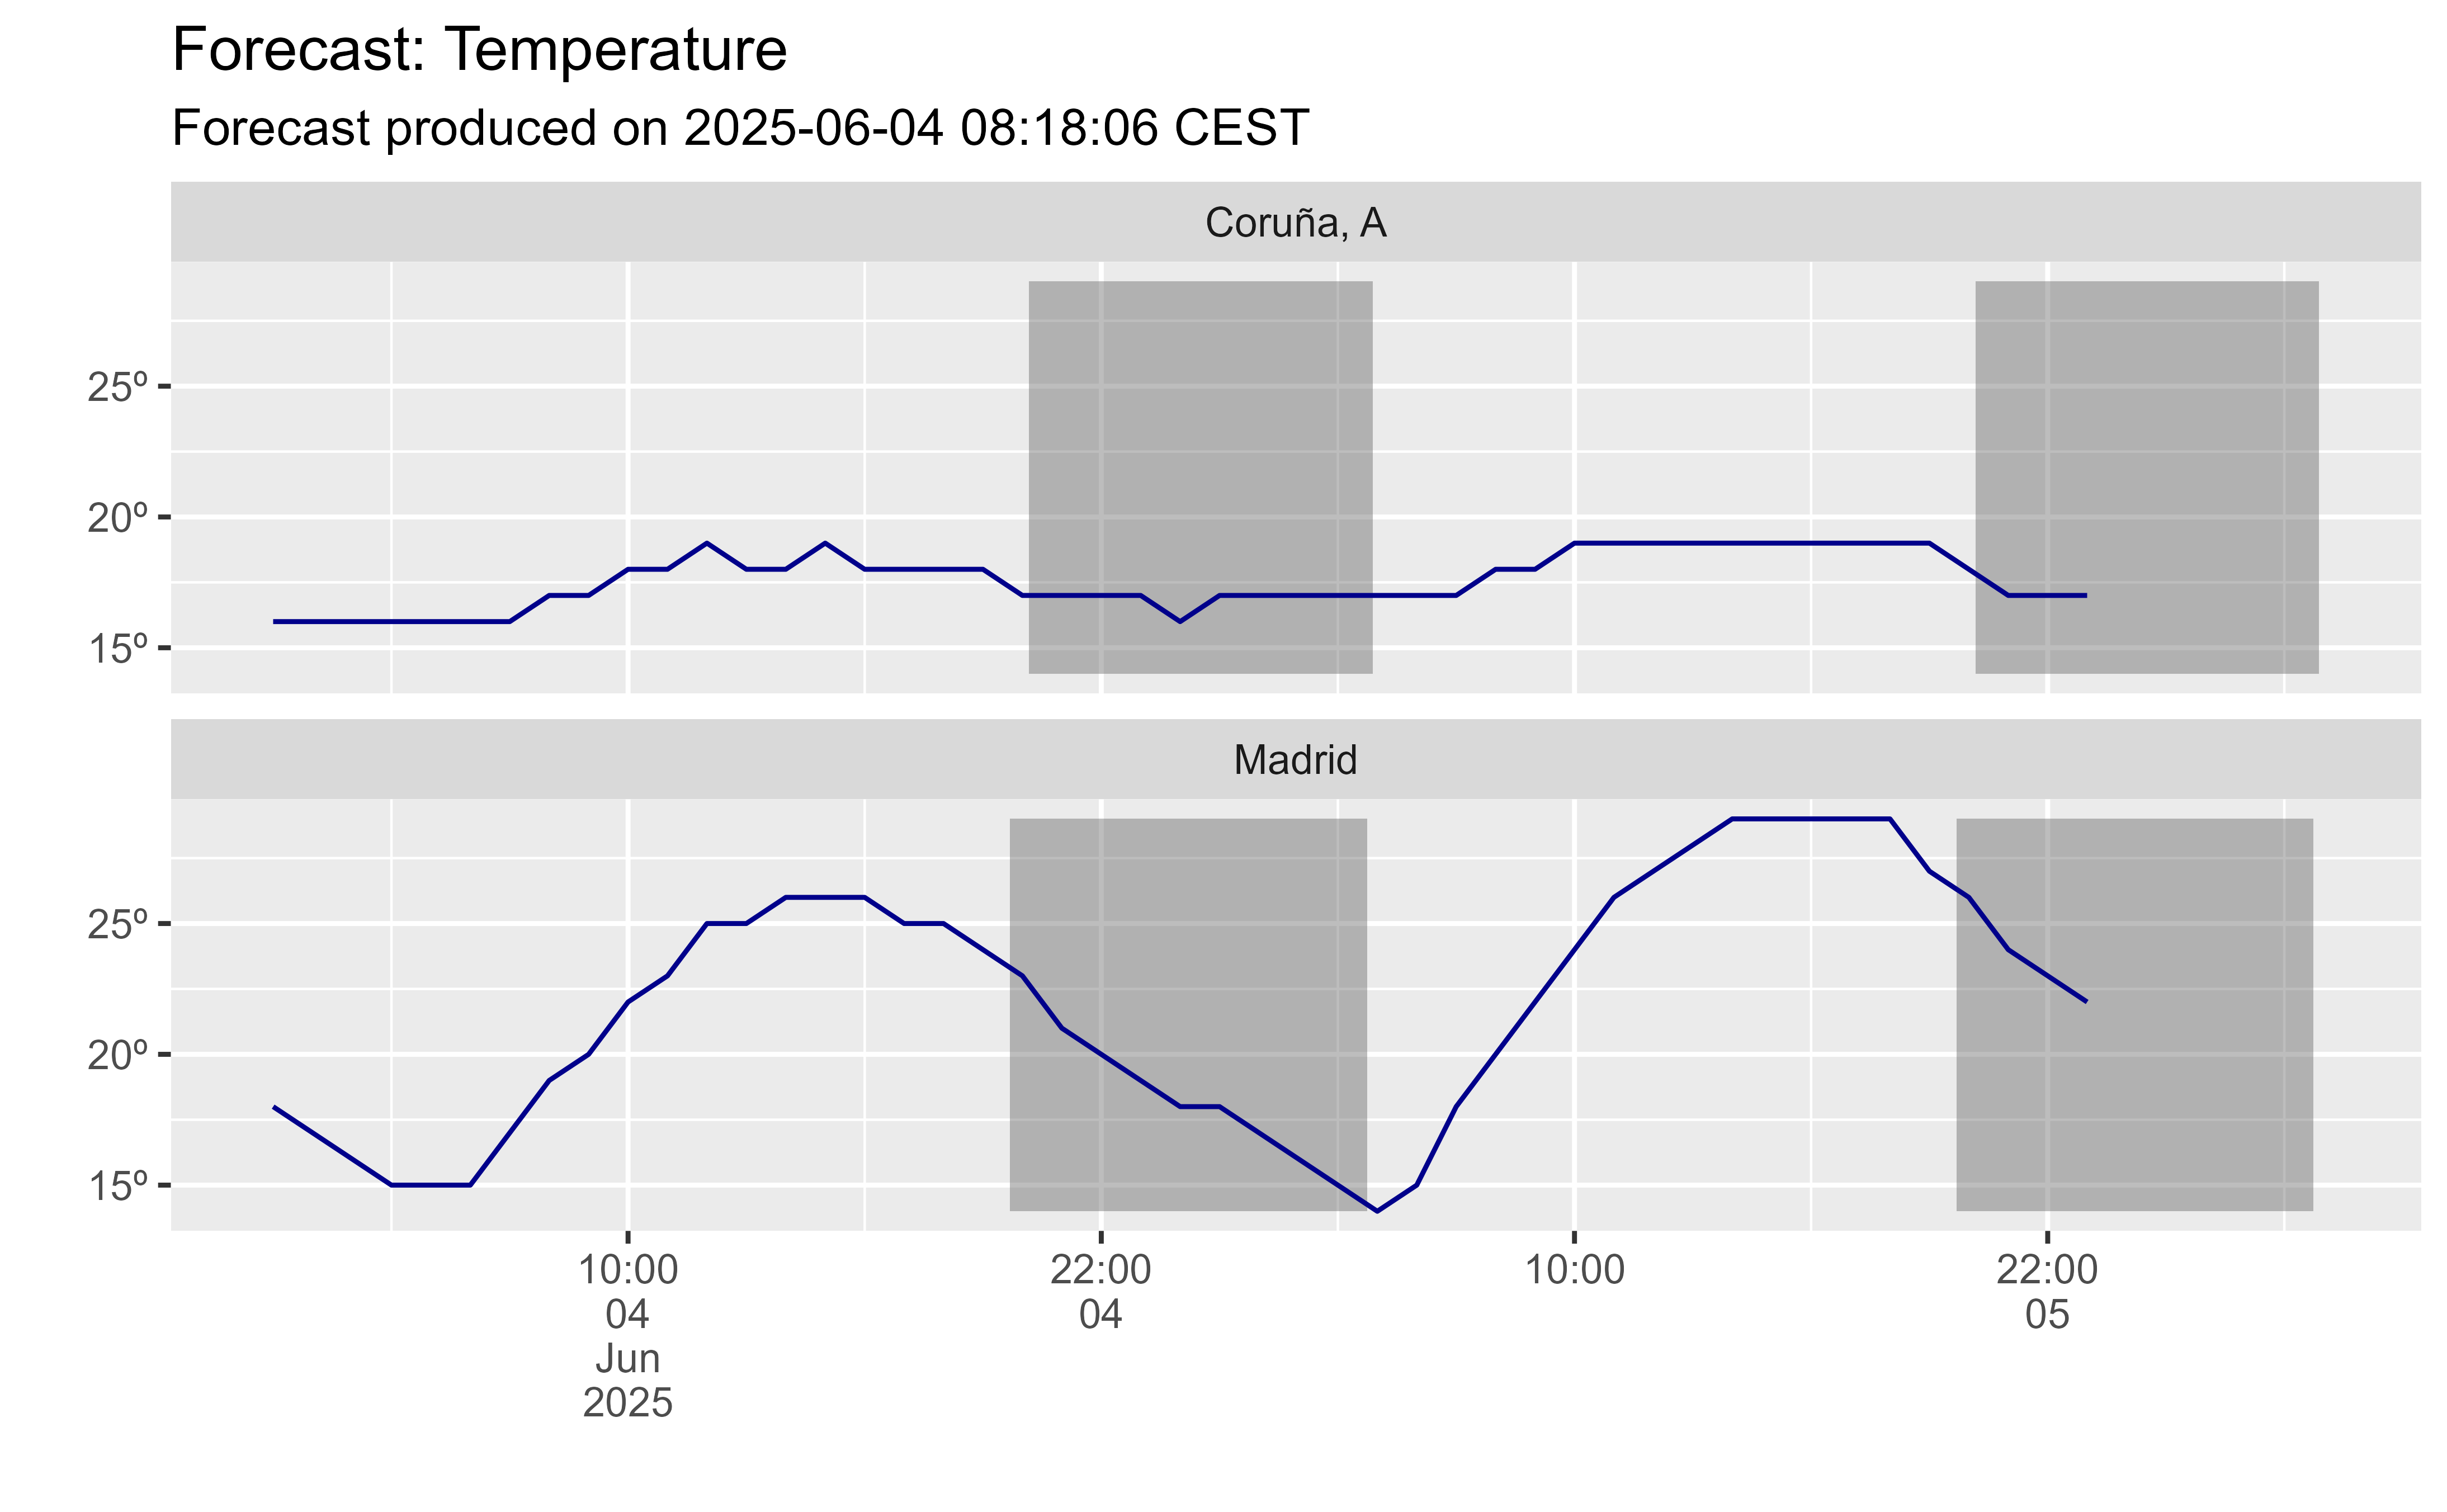 Forecast: Temperature
Forecast produced on 2025-06-04 08:18:06 CEST
Coruña, A
25º
20º
15º
Madrid
25º
20º
15º
10:00 22:00 10:00 22:00
04 04 05
Jun
2025